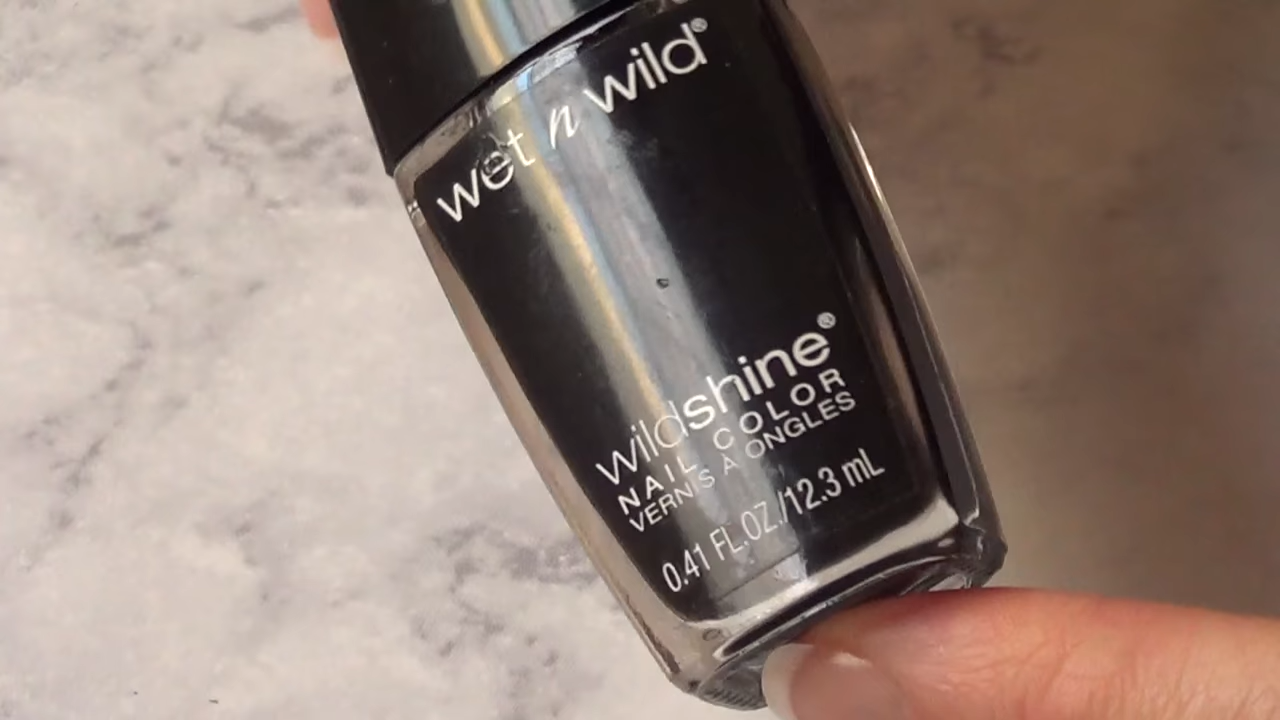 wet n wild®
wildshine®
NAIL COLOR
VERNIS À ONGLES
0.41 FL.OZ./12.3 mL